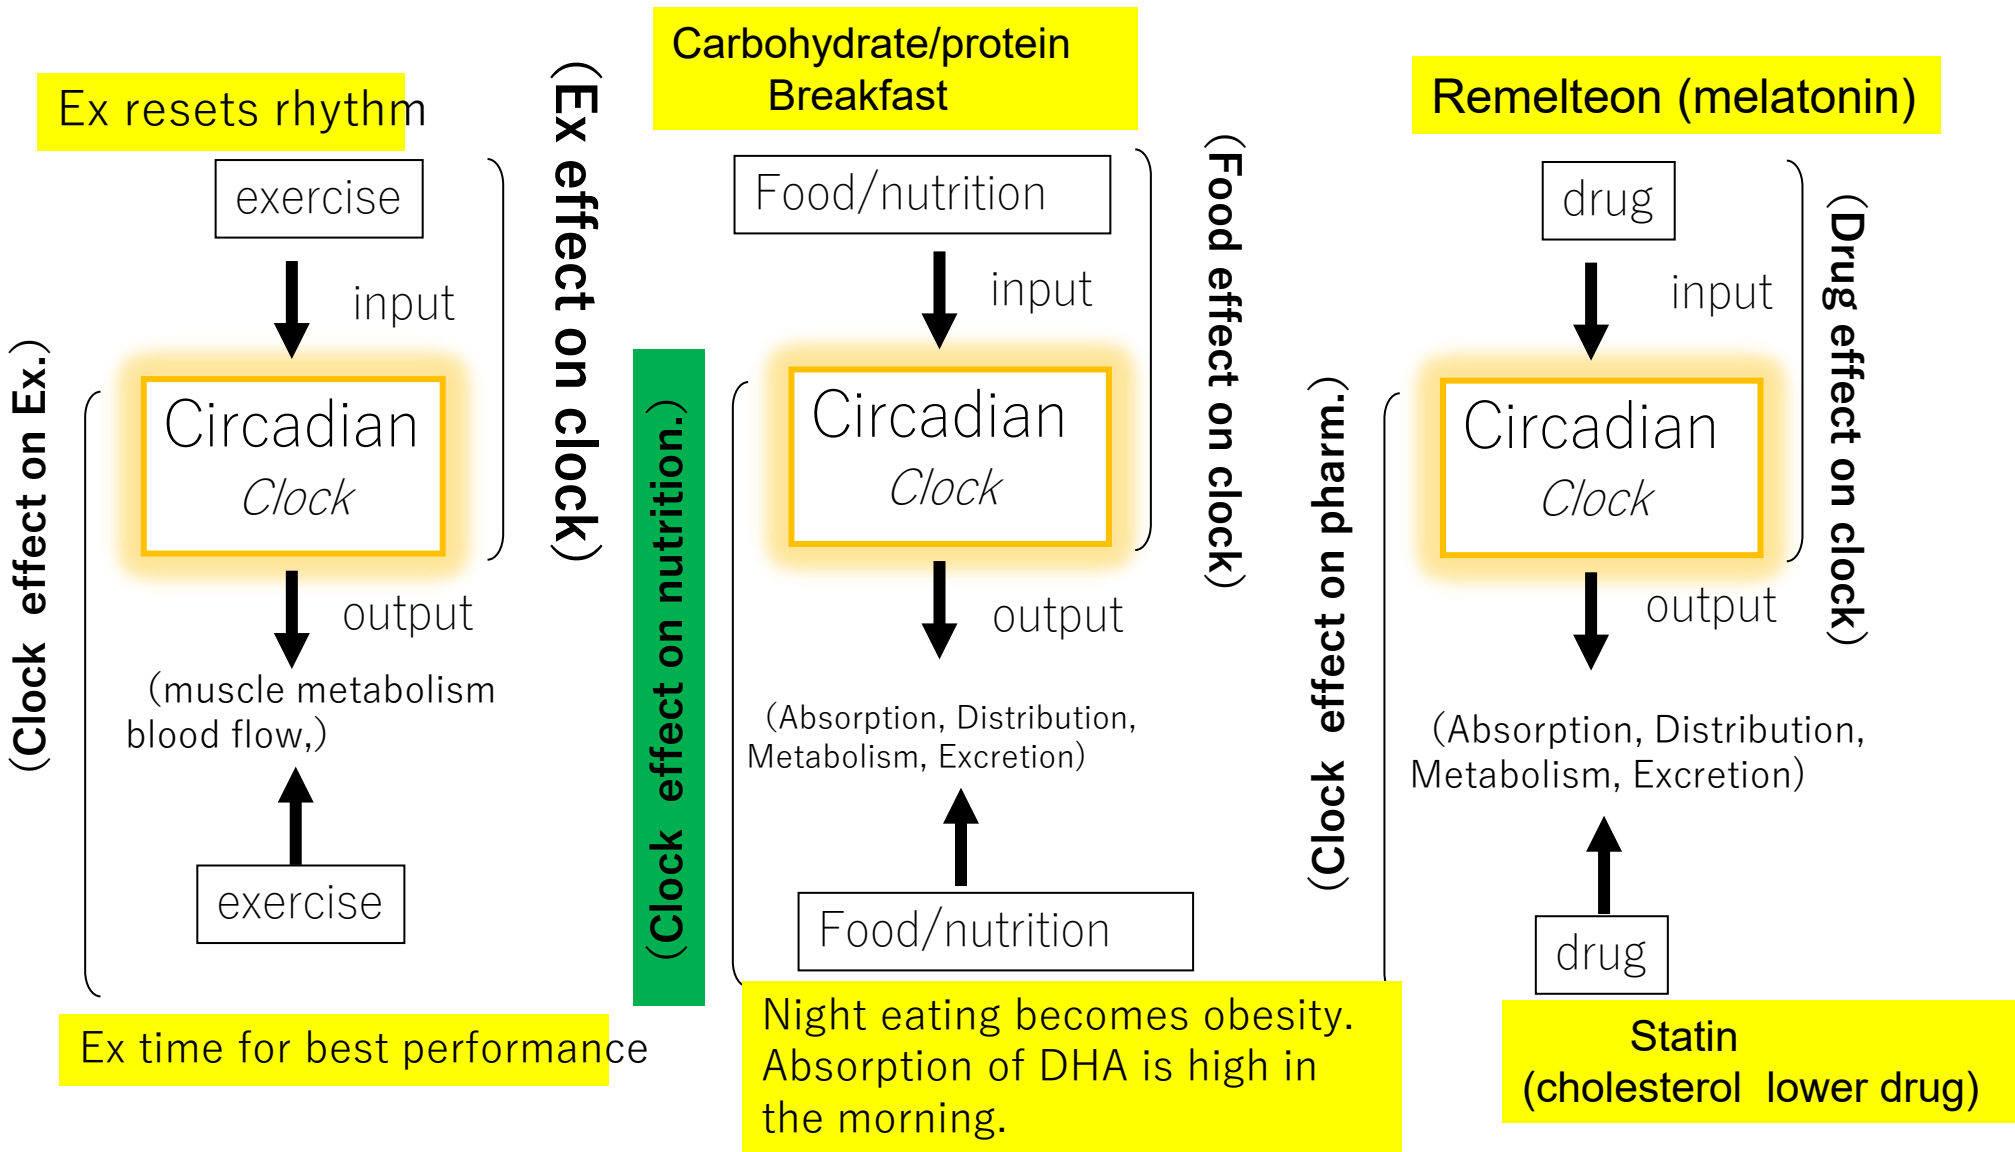 Ex resets rhythm
exercise
input
(Ex effect on clock)
Circadian
Clock
(Clock effect on Ex.)
output
(muscle metabolism
blood flow,)
exercise
Ex time for best performance
Carbohydrate/protein
Breakfast
Food/nutrition
input
(Food effect on clock)
Circadian
Clock
(Clock effect on nutrition.)
output
(Absorption, Distribution,
Metabolism, Excretion)
Food/nutrition
Night eating becomes obesity.
Absorption of DHA is high in
the morning.
Remelteon (melatonin)
drug
input
(Drug effect on clock)
Circadian
Clock
(Clock effect on pharm.)
output
(Absorption, Distribution,
Metabolism, Excretion)
drug
Statin
(cholesterol lower drug)